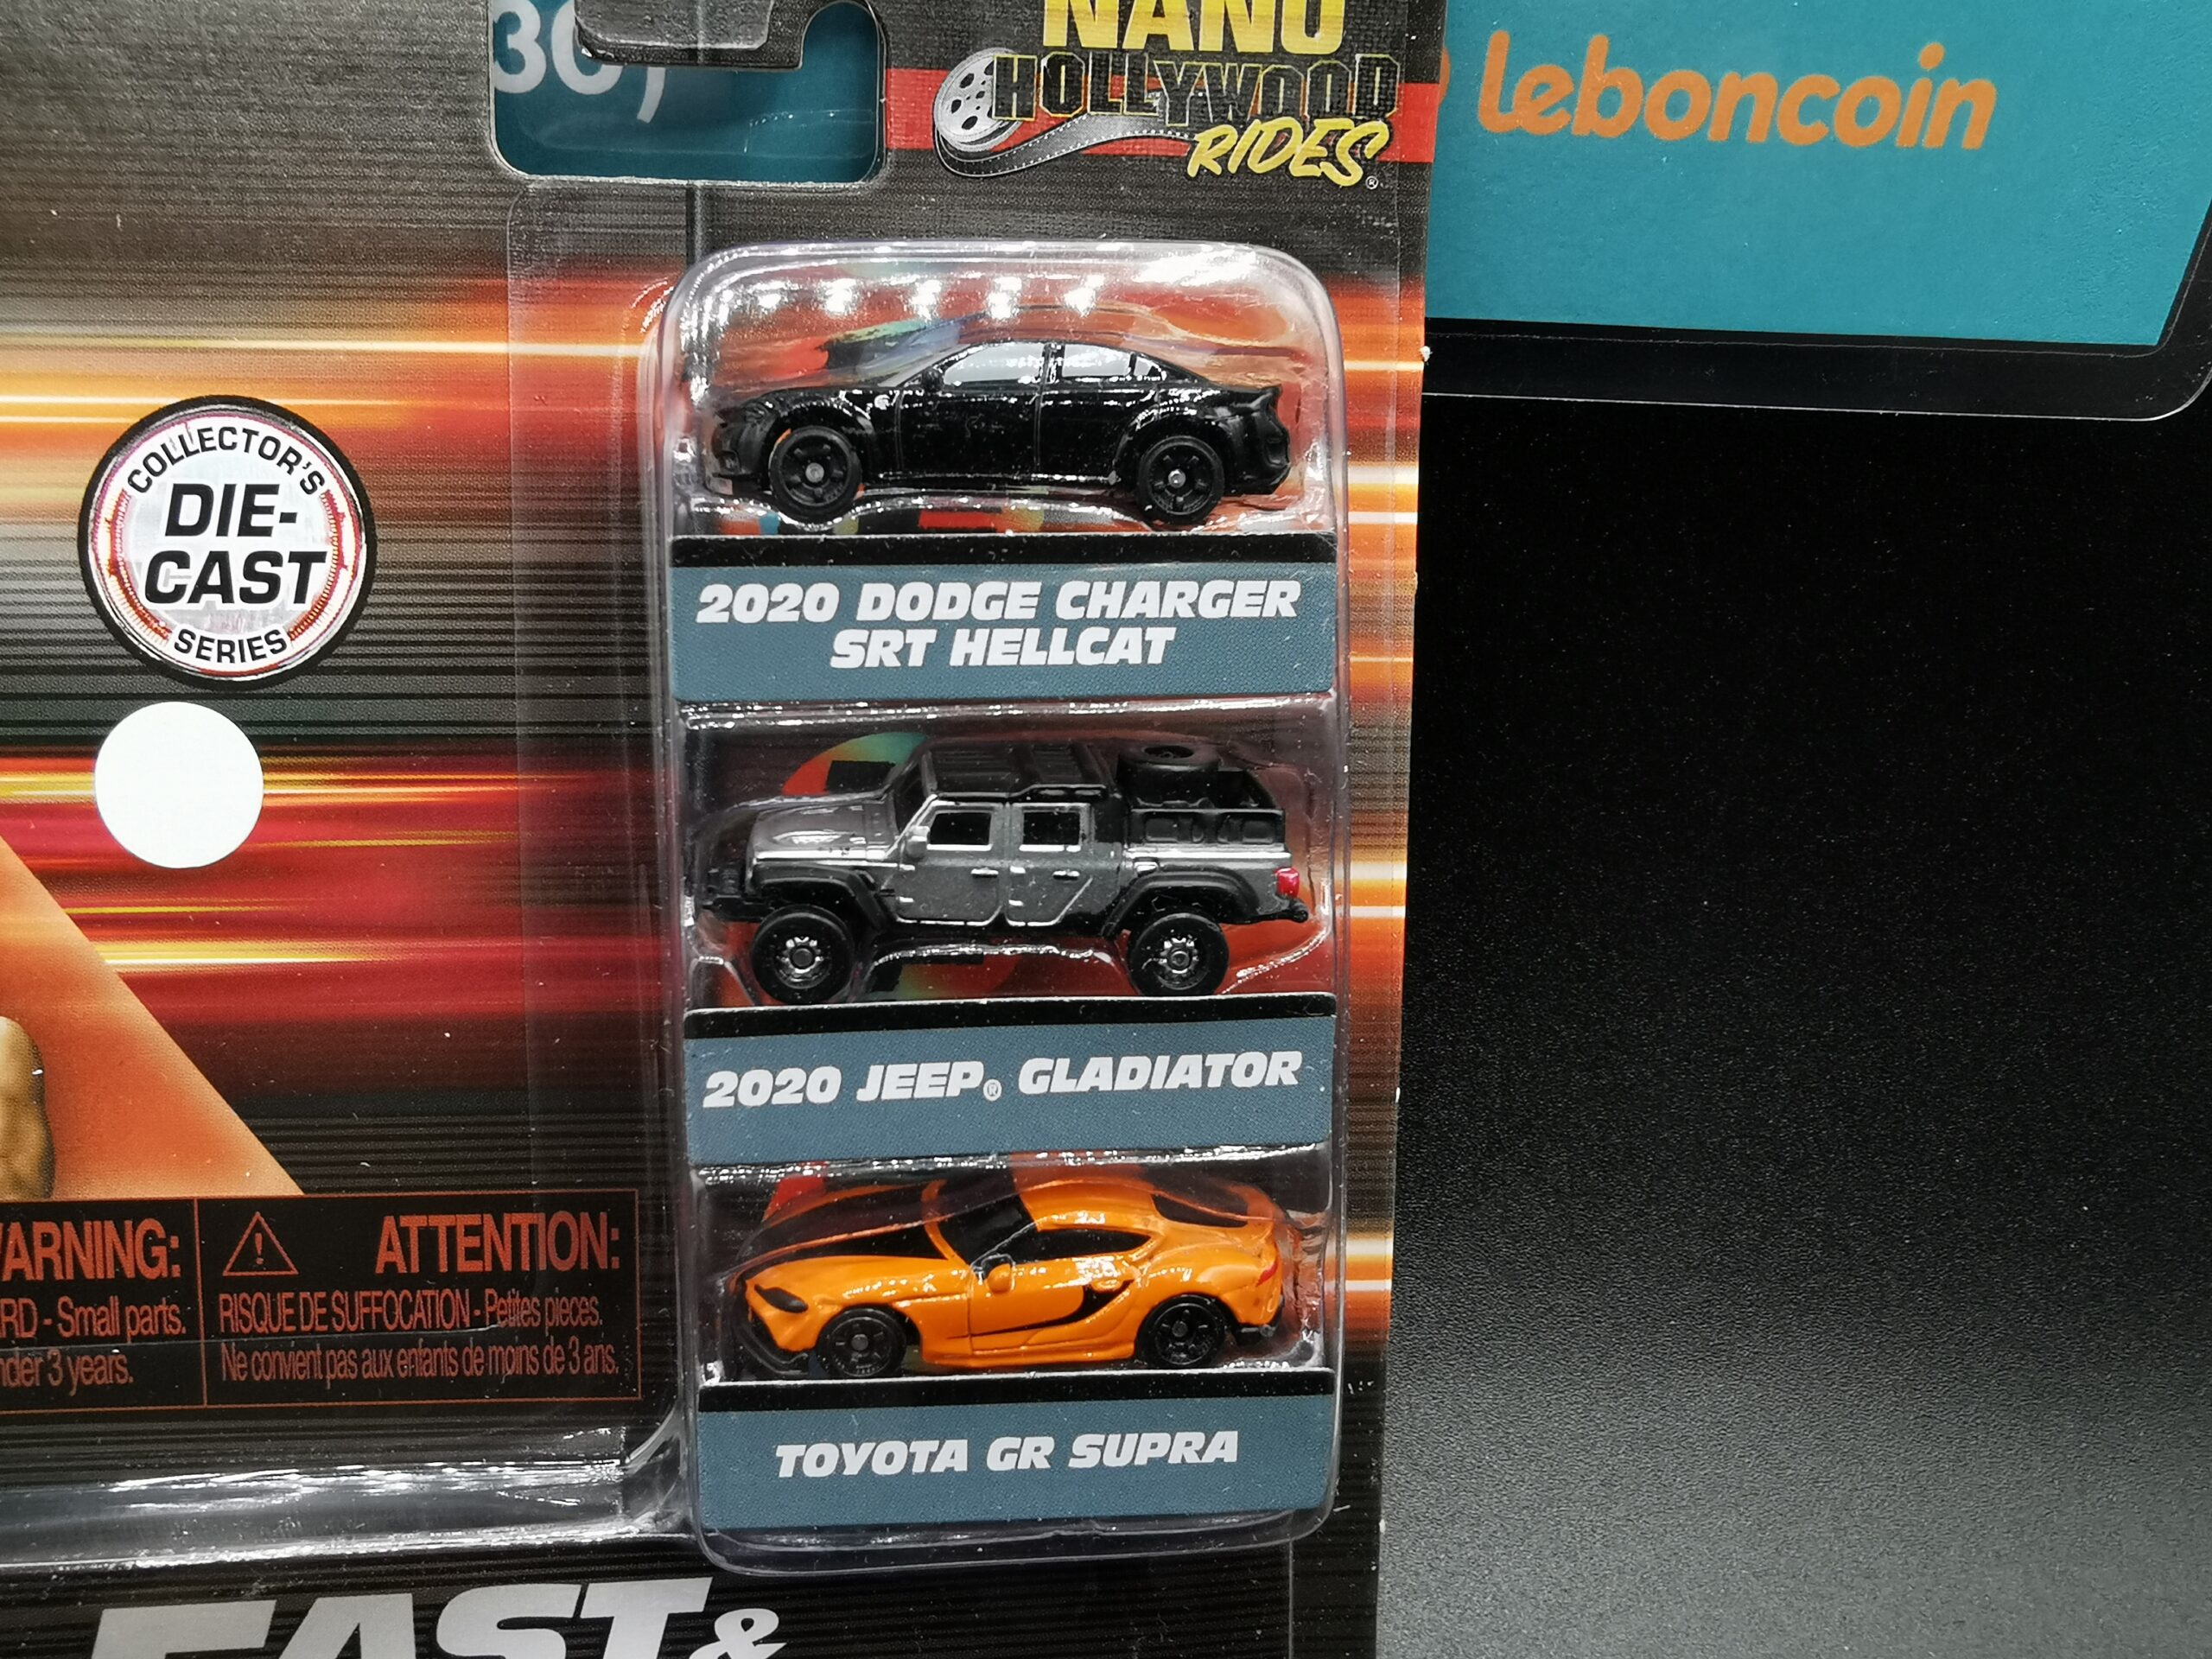 NANO
HOLLYWOOD
RIDES®
leboncoin
COLLECTOR'S
DIE-
CAST
SERIES
2020 DODGE CHARGER
SRT HELLCAT
2020 JEEP® GLADIATOR
TOYOTA GR SUPRA
WARNING:
RD - Small parts.
nder 3 years.
ATTENTION:
RISQUE DE SUFFOCATION - Petites pieces.
Ne convient pas aux enfants de moins de 3 ans.
FAST &